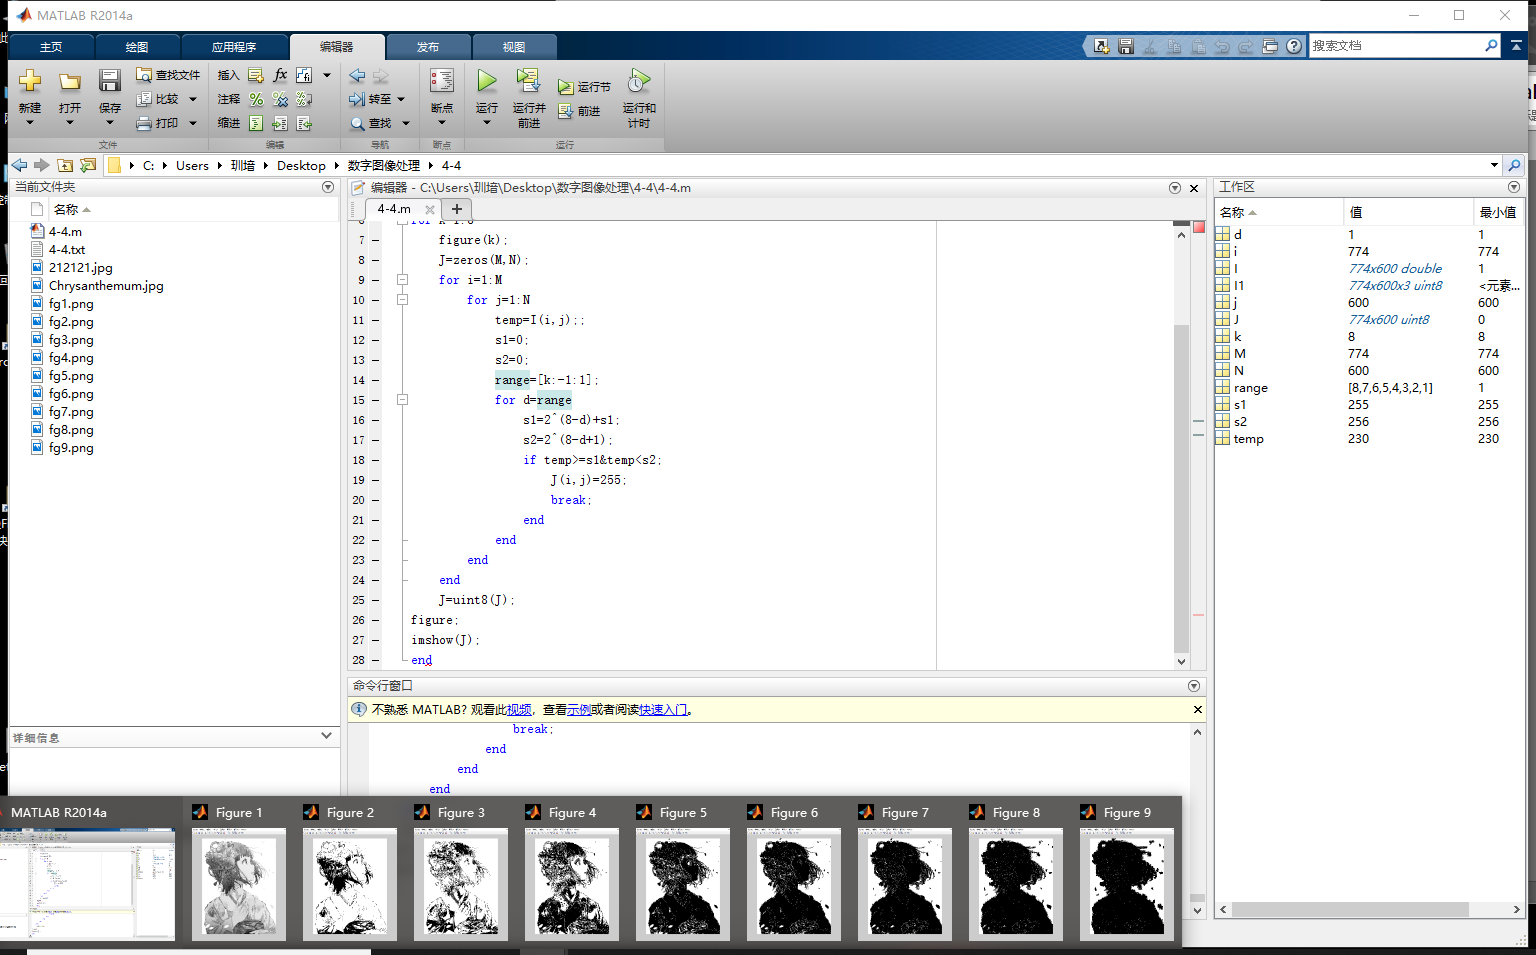 MATLAB R2014a
主页 绘图 应用程序 编辑器 发布 视图
搜索文档
新建 打开 保存 查找文件 比较 打印
插入 fx
注释
缩进
转至 查找
断点
运行 运行并前进 运行节 前进 运行和计时
文件 编辑 导航 断点 运行
C: Users 玔培 Desktop 数字图像处理 4-4
当前文件夹
名称
4-4.m
4-4.txt
212121.jpg
Chrysanthemum.jpg
fg1.png
fg2.png
fg3.png
fg4.png
fg5.png
fg6.png
fg7.png
fg8.png
fg9.png
详细信息
编辑器 - C:\Users\玔培\Desktop\数字图像处理\4-4\4-4.m
4-4.m
7 figure(k);
8 J=zeros(M,N);
9 for i=1:M
10 for j=1:N
11 temp=I(i,j);;
12 s1=0;
13 s2=0;
14 range=[k:-1:1];
15 for d=range
16 s1=2^(8-d)+s1;
17 s2=2^(8-d+1);
18 if temp>=s1&temp<s2;
19 J(i,j)=255;
20 break;
21 end
22 end
23 end
24 end
25 J=uint8(J);
26 figure;
27 imshow(J);
28 end
命令行窗口
不熟悉 MATLAB? 观看此视频, 查看示例或者阅读快速入门。
break;
end
end
end
工作区
名称 值 最小值
d 1 1
i 774 774
I 774x600 double 1
I1 774x600x3 uint8 <元素...
j 600 600
J 774x600 uint8 0
k 8 8
M 774 774
N 600 600
range [8,7,6,5,4,3,2,1] 1
s1 255 255
s2 256 256
temp 230 230
MATLAB R2014a
Figure 1
Figure 2
Figure 3
Figure 4
Figure 5
Figure 6
Figure 7
Figure 8
Figure 9